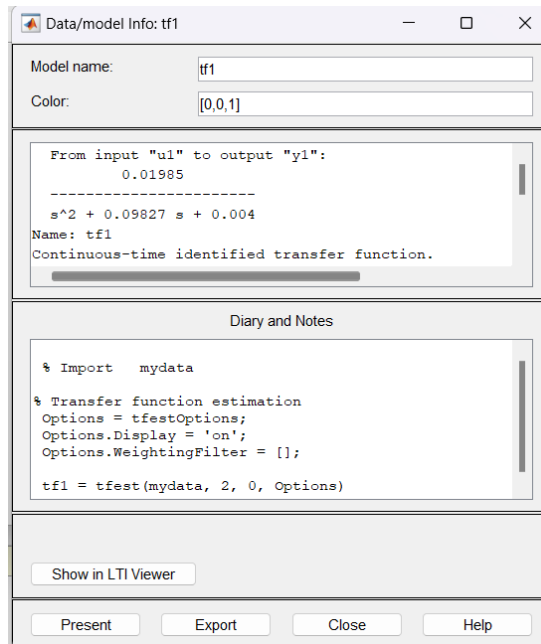 Data/model Info: tf1
Model name:
tf1
Color:
[0,0,1]
From input "u1" to output "y1":
0.01985
-----------------------
s^2 + 0.09827 s + 0.004
Name: tf1
Continuous-time identified transfer function.
Diary and Notes
% Import   mydata
% Transfer function estimation
Options = tfestOptions;
Options.Display = 'on';
Options.WeightingFilter = [];
tf1 = tfest(mydata, 2, 0, Options)
Show in LTI Viewer
Present
Export
Close
Help